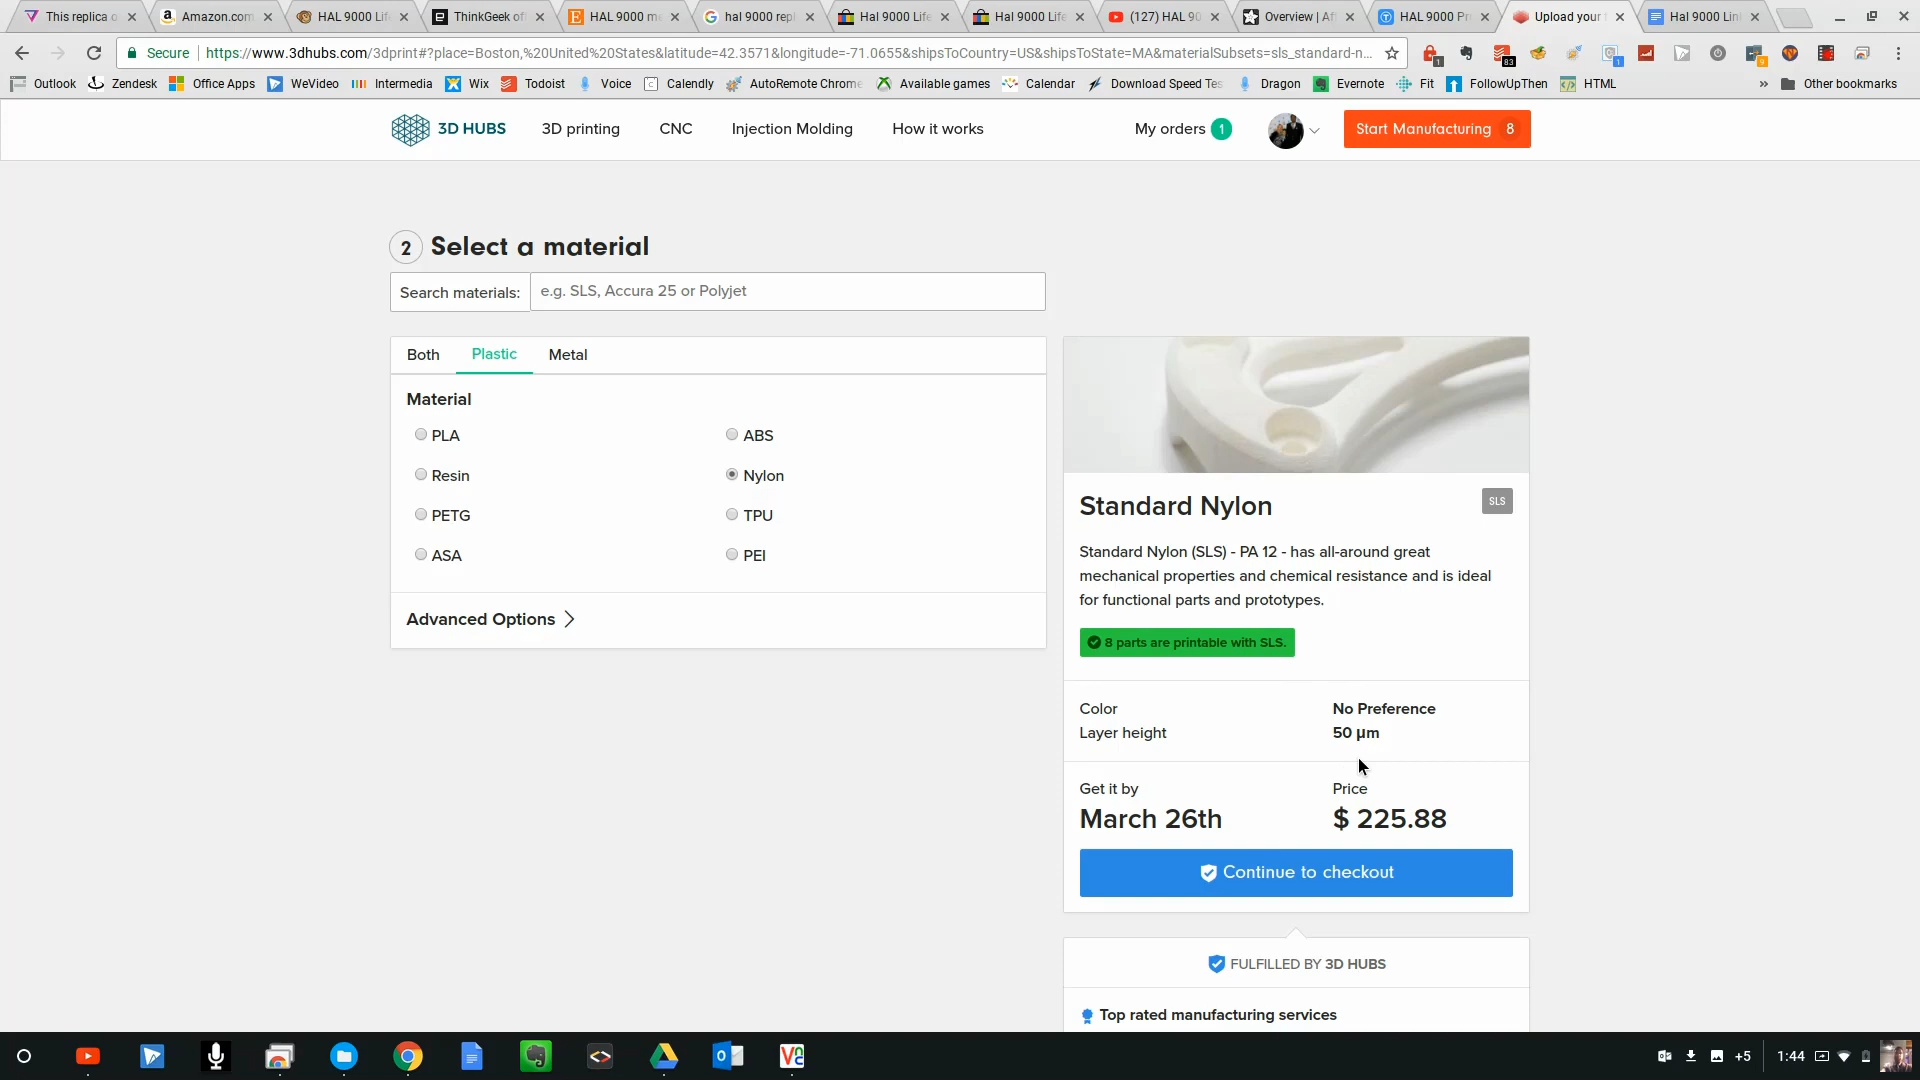 This replica o
Amazon.com
HAL 9000 Life
ThinkGeek of
HAL 9000 m
hal 9000 repl
Hal 9000 Life
Hal 9000 Life
(127) HAL 90
Overview | Af
HAL 9000 Pr
Upload your
Hal 9000 Lin
Secure
https://www.3dhubs.com/3dprint#?place=Boston,%20United%20States&latitude=42.3571&longitude=-71.0655&shipsToCountry=US&shipsToState=MA&materialSubsets=sls_standard-n...
1
83
1
9
Outlook
Zendesk
Office Apps
WeVideo
Intermedia
Wix
Todoist
Voice
Calendly
AutoRemote Chrome
Available games
Calendar
Download Speed Tes
Dragon
Evernote
Fit
FollowUpThen
HTML
»
Other bookmarks
3D HUBS
3D printing
CNC
Injection Molding
How it works
My orders 1
Start Manufacturing 8
2 Select a material
Search materials:
e.g. SLS, Accura 25 or Polyjet
Both
Plastic
Metal
Material
PLA
ABS
Resin
Nylon
PETG
TPU
ASA
PEI
Advanced Options
Standard Nylon
SLS
Standard Nylon (SLS) - PA 12 - has all-around great
mechanical properties and chemical resistance and is ideal
for functional parts and prototypes.
8 parts are printable with SLS.
Color
No Preference
Layer height
50 µm
Get it by
Price
March 26th
$ 225.88
Continue to checkout
FULFILLED BY 3D HUBS
Top rated manufacturing services
+5
1:44